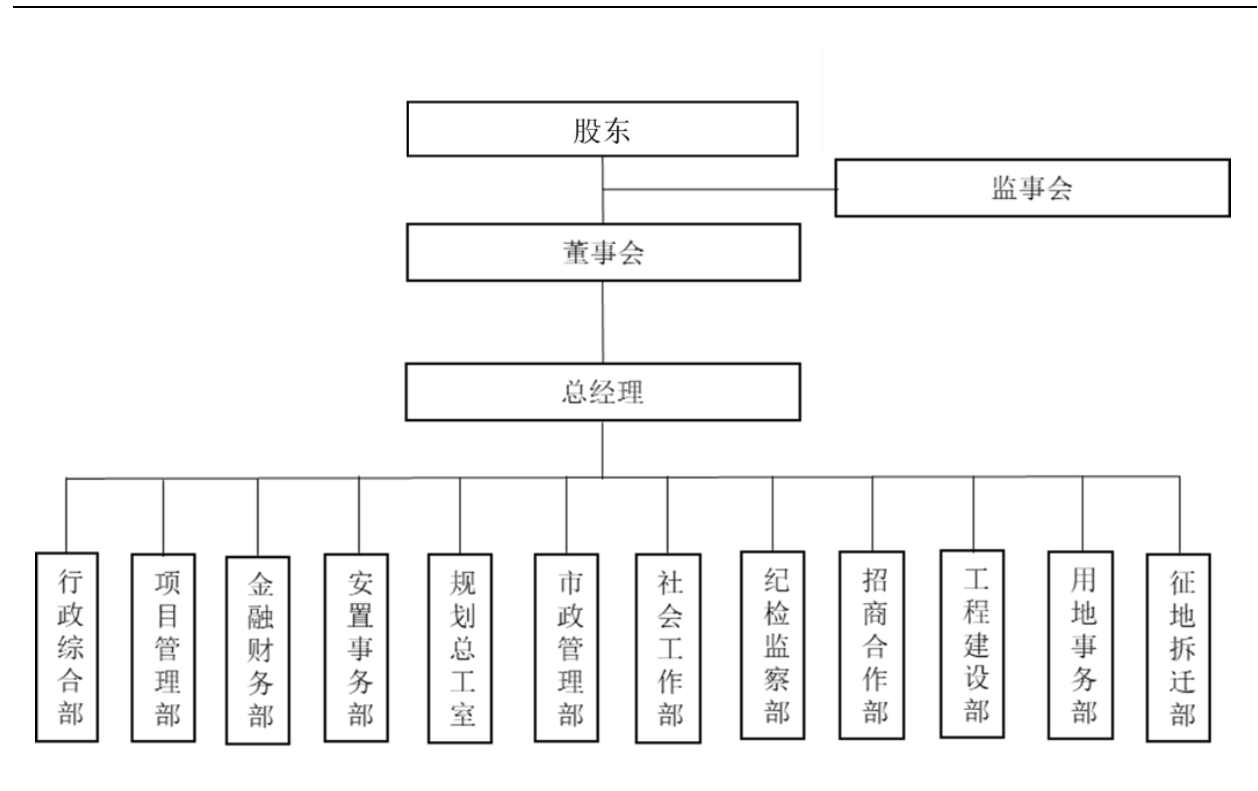 股东
监事会
董事会
总经理
行政综合部
项目管理部
金融财务部
安置事务部
规划总工室
市政管理部
社会工作部
纪检监察部
招商合作部
工程建设部
用地事务部
征地拆迁部